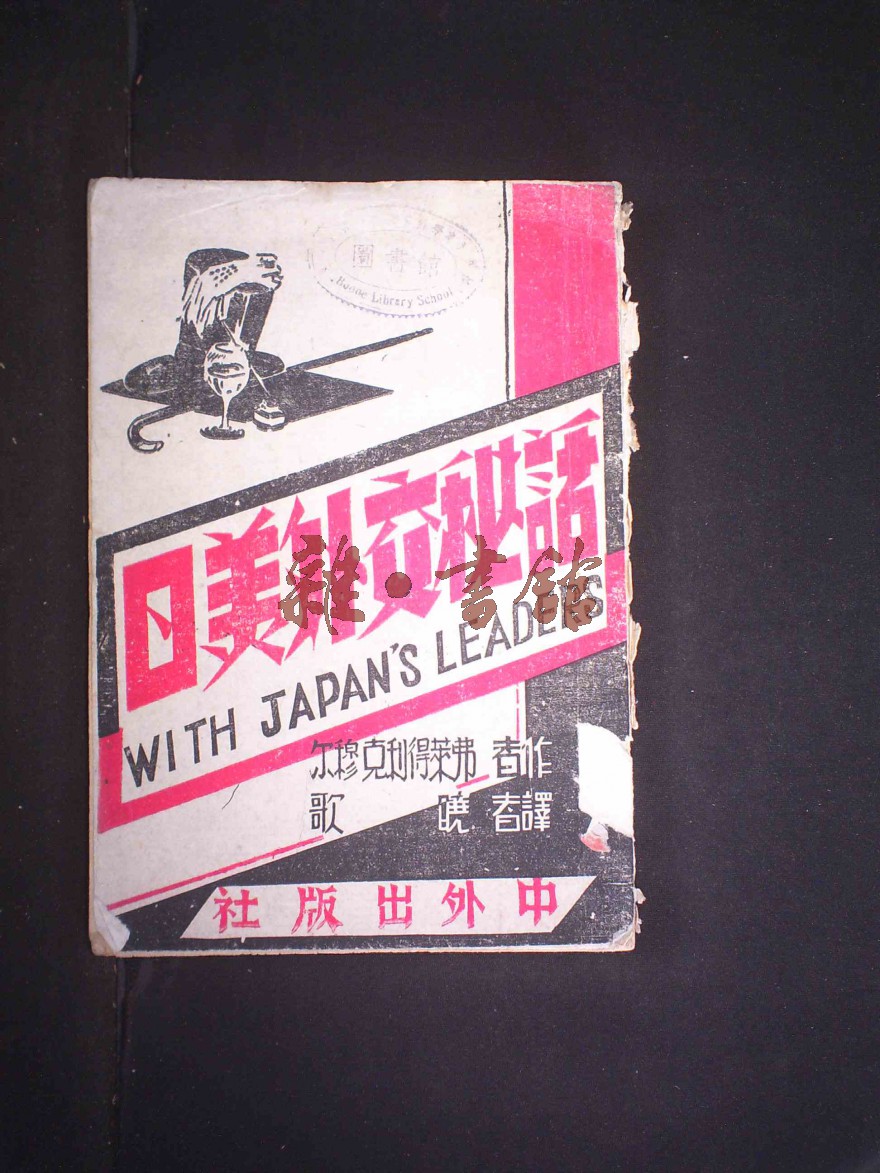 圖書館
Boone Library School
日美外交秘話
雜·書館
WITH JAPAN'S LEADERS
作者 弗萊得利克穆尔
譯者 曉歌
中外出版社